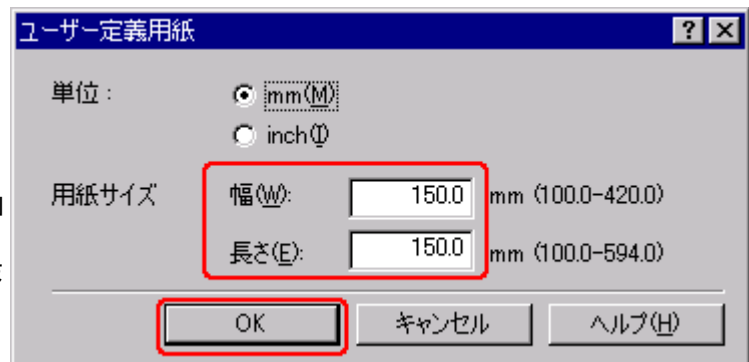 ユーザー定義用紙
単位: mm(M)
inch(I)
用紙サイズ 幅(W): 150.0 mm (100.0-420.0)
長さ(E): 150.0 mm (100.0-594.0)
OK キャンセル ヘルプ(H)